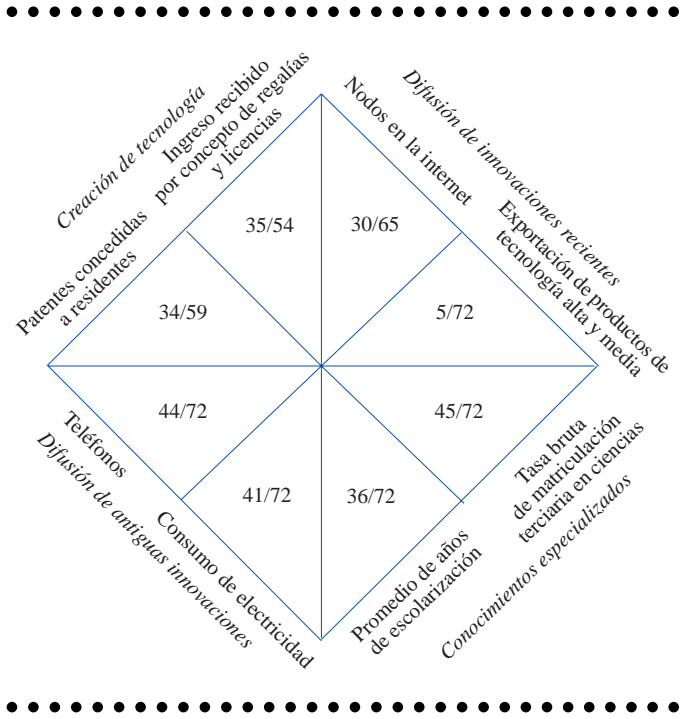 Creación de tecnología
Ingreso recibido
por concepto de regalías
y licencias
Patentes concedidas
a residentes
Nodos en la internet
Difusión de innovaciones recientes
Exportación de productos de
tecnología alta y media
35/54
30/65
34/59
5/72
44/72
45/72
41/72
36/72
Teléfonos
Difusión de antiguas innovaciones
Consumo de electricidad
Promedio de años
de escolarización
Tasa bruta
de matriculación
terciaria en ciencias
Conocimientos especializados